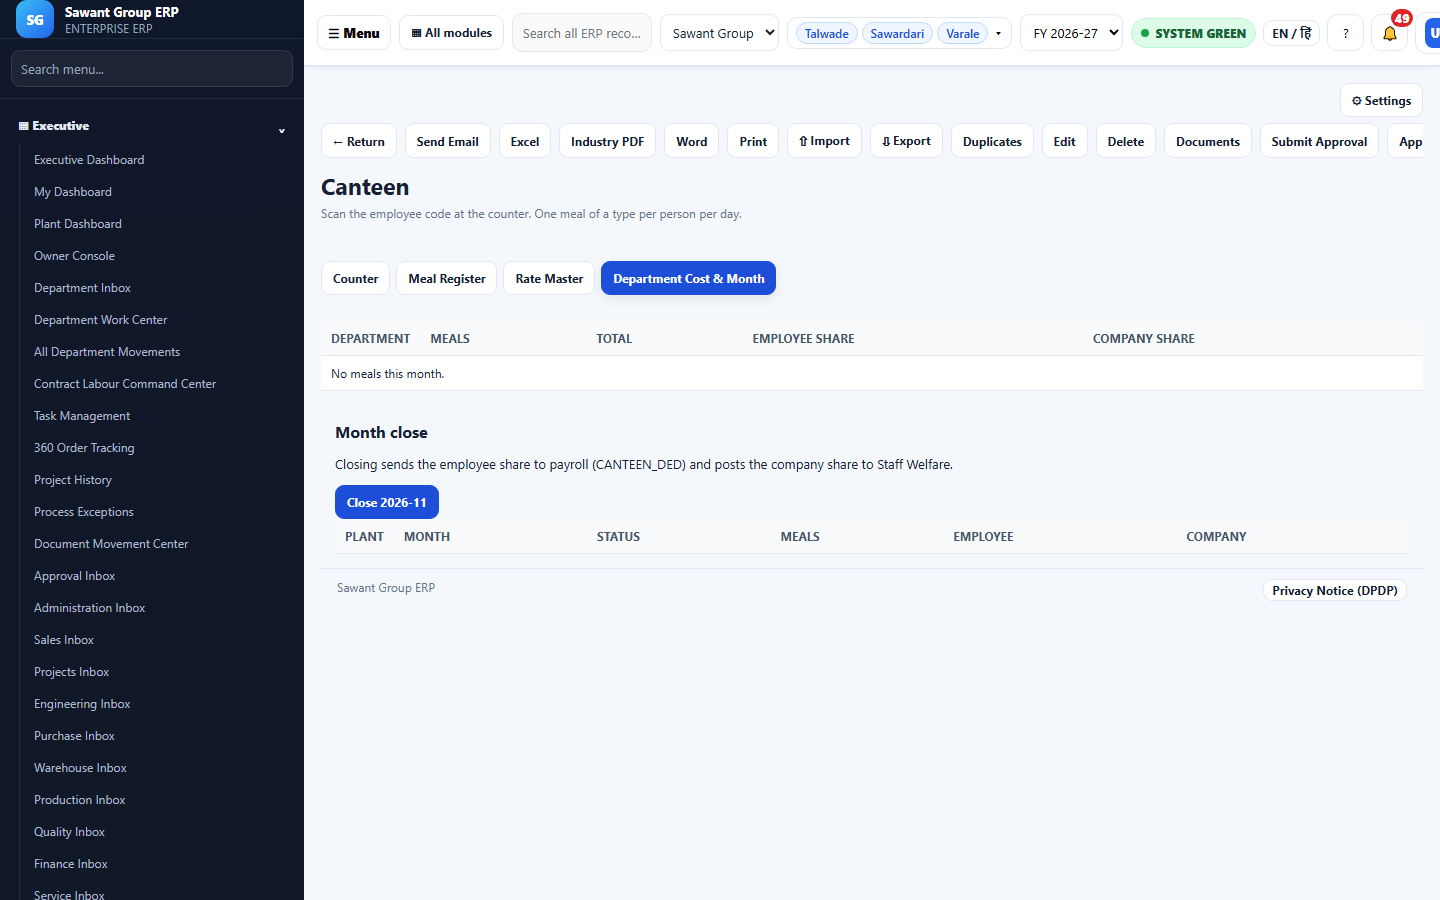 SG
Sawant Group ERP
ENTERPRISE ERP
Search menu...
Executive
Executive Dashboard
My Dashboard
Plant Dashboard
Owner Console
Department Inbox
Department Work Center
All Department Movements
Contract Labour Command Center
Task Management
360 Order Tracking
Project History
Process Exceptions
Document Movement Center
Approval Inbox
Administration Inbox
Sales Inbox
Projects Inbox
Engineering Inbox
Purchase Inbox
Warehouse Inbox
Production Inbox
Quality Inbox
Finance Inbox
Service Inbox
☰ Menu
All modules
Search all ERP reco...
Sawant Group
Talwade
Sawardari
Varale
FY 2026-27
SYSTEM GREEN
EN / हिं
?
49
U
⚙ Settings
← Return
Send Email
Excel
Industry PDF
Word
Print
⇧ Import
⇩ Export
Duplicates
Edit
Delete
Documents
Submit Approval
App
Canteen
Scan the employee code at the counter. One meal of a type per person per day.
Counter
Meal Register
Rate Master
Department Cost & Month
DEPARTMENT MEALS TOTAL EMPLOYEE SHARE COMPANY SHARE
No meals this month.
Month close
Closing sends the employee share to payroll (CANTEEN_DED) and posts the company share to Staff Welfare.
Close 2026-11
PLANT MONTH STATUS MEALS EMPLOYEE COMPANY
Sawant Group ERP
Privacy Notice (DPDP)